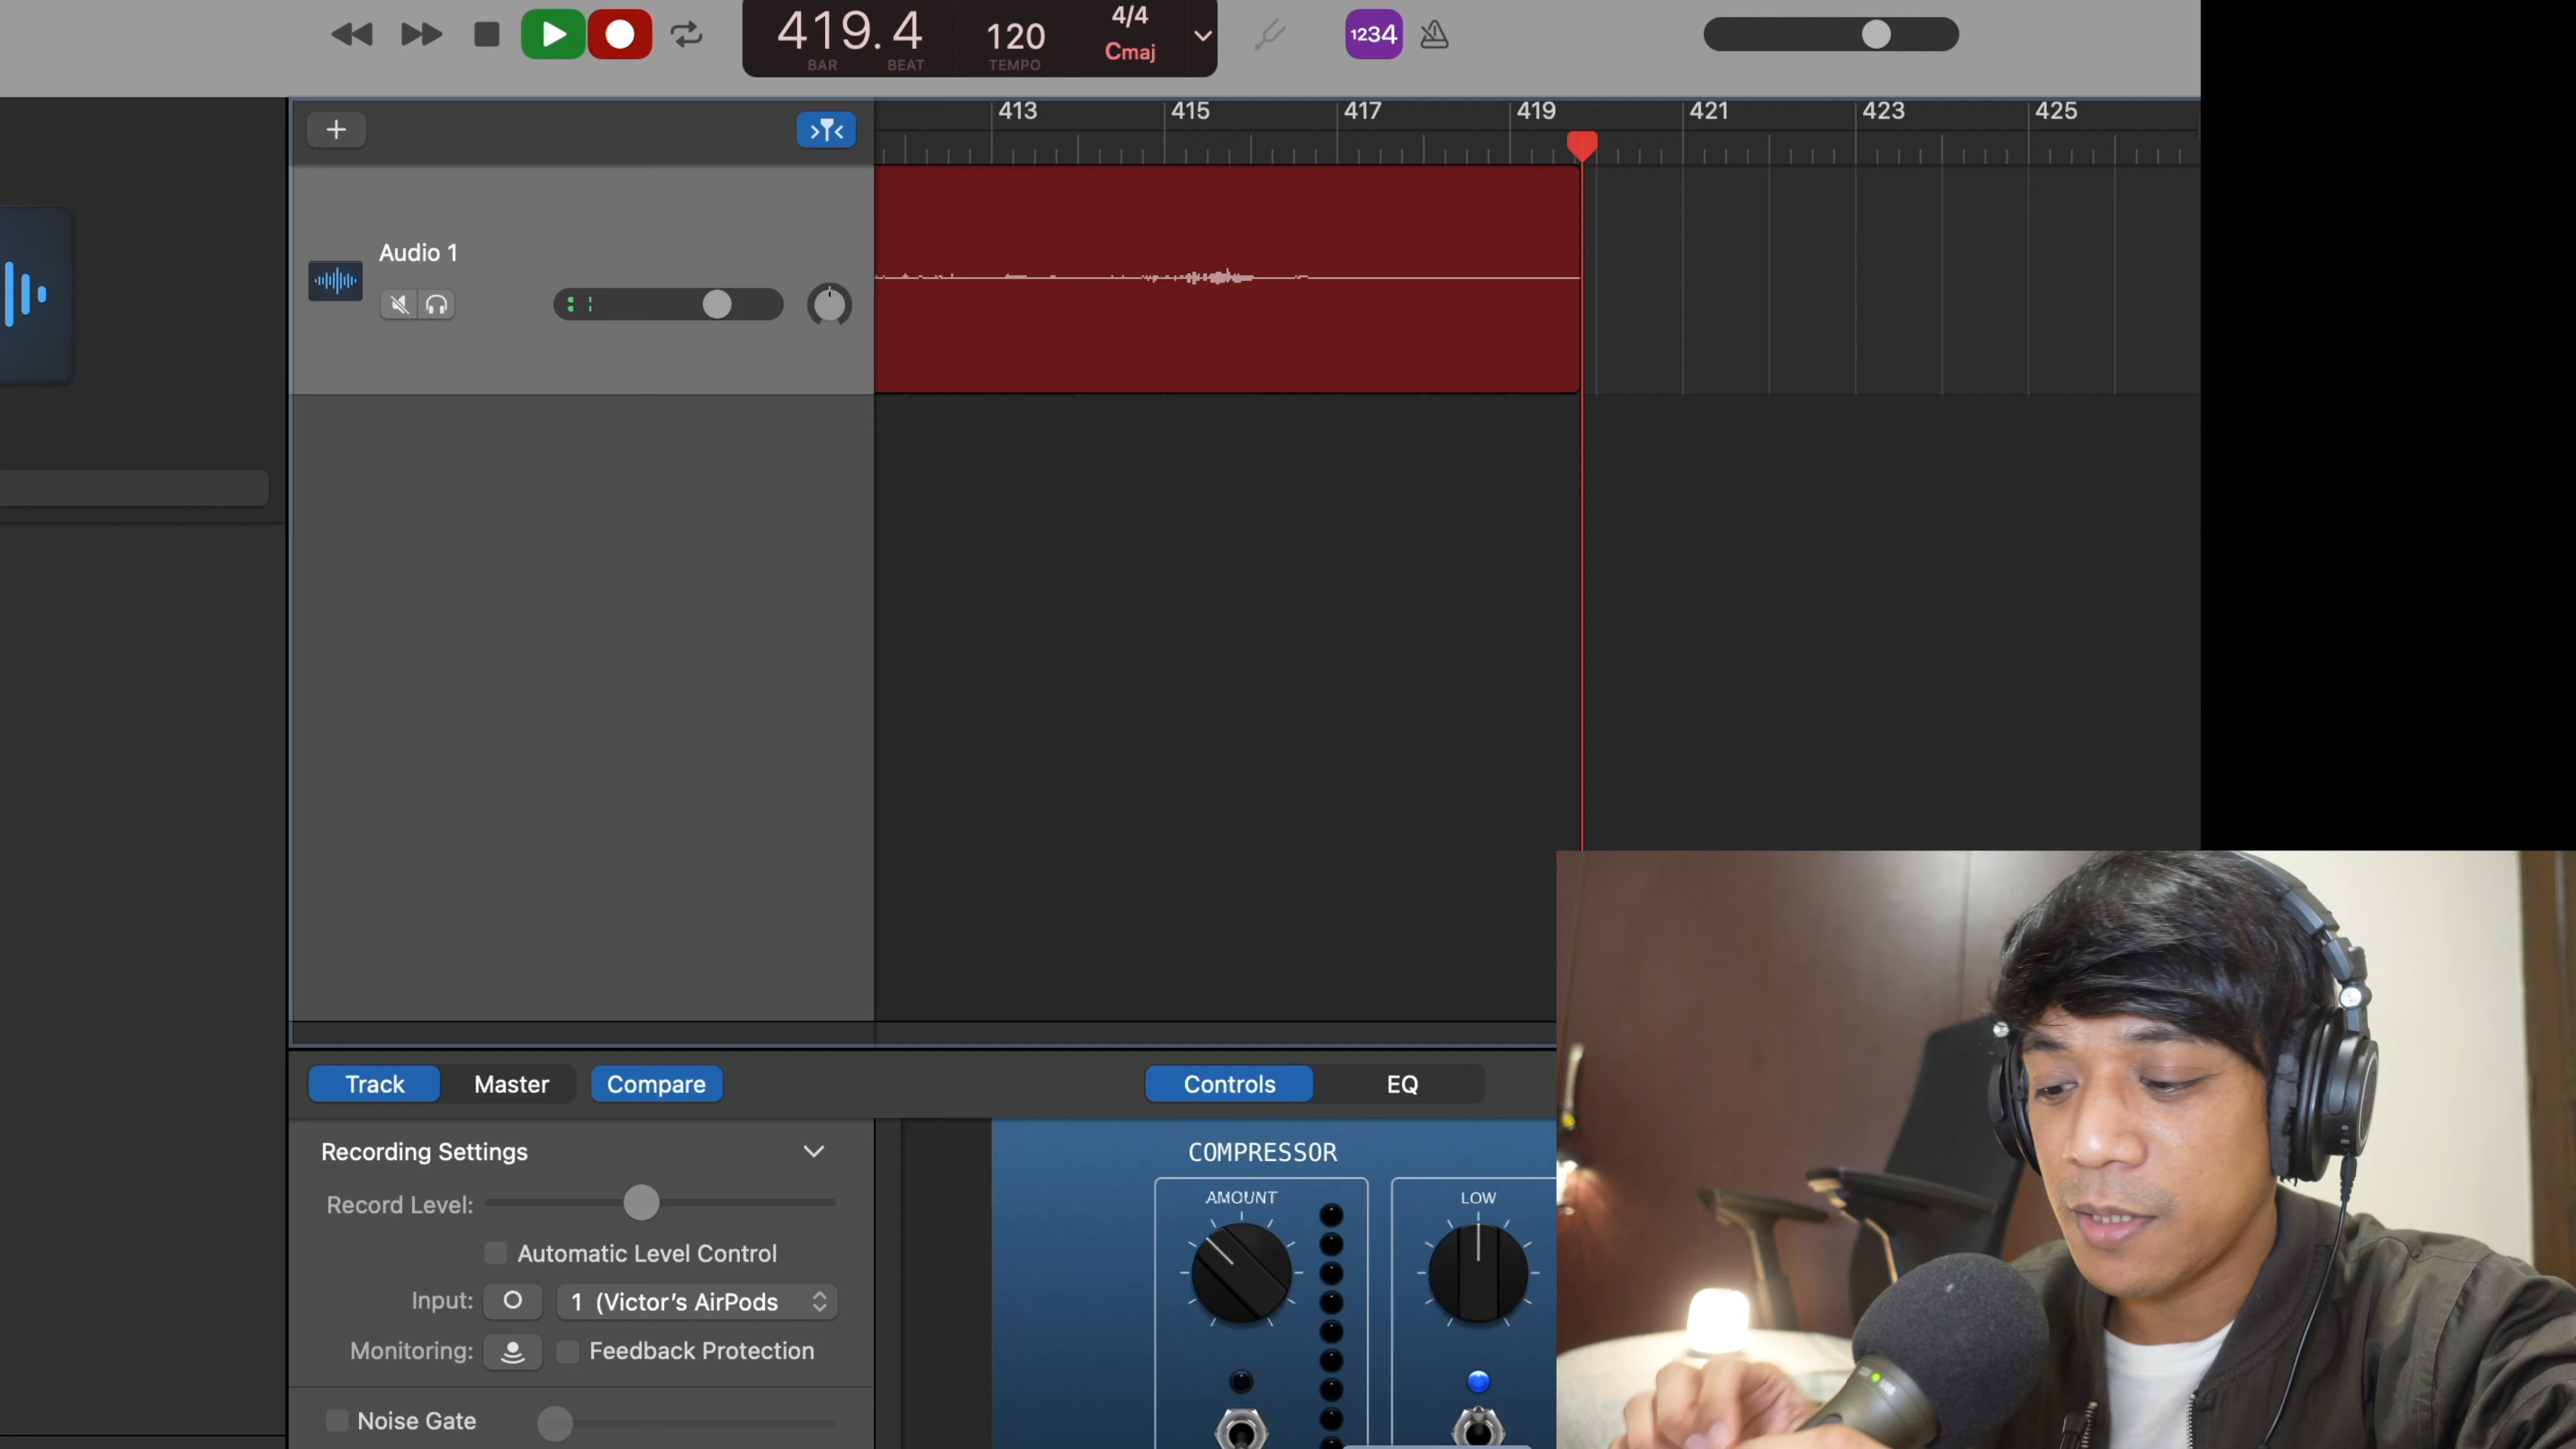 419.4
BAR BEAT
120
TEMPO
4/4
Cmaj
1234
413 415 417 419 421 423 425
Audio 1
Track Master Compare
Controls EQ
Recording Settings
Record Level:
Automatic Level Control
Input: 1 (Victor’s AirPods
Monitoring: Feedback Protection
Noise Gate
COMPRESSOR
AMOUNT
LOW